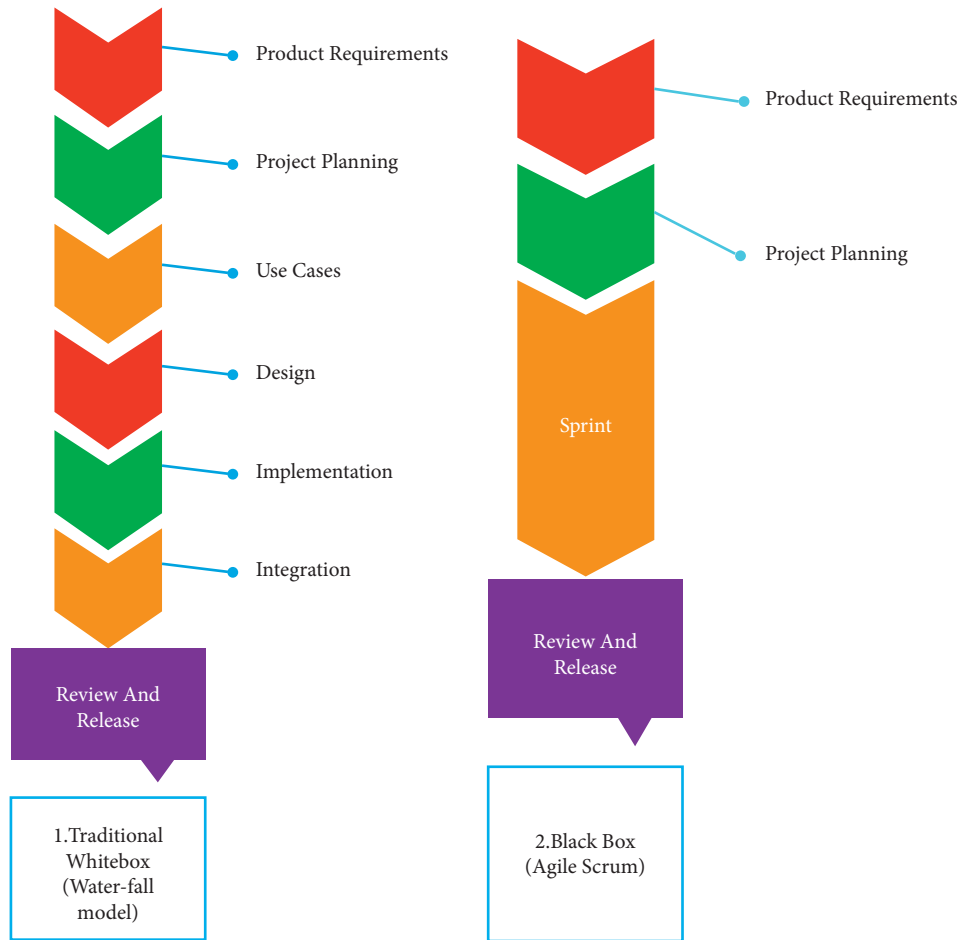 Product Requirements
Project Planning
Use Cases
Design
Implementation
Integration
Review And
Release
1.Traditional
Whitebox
(Water-fall
model)
Product Requirements
Project Planning
Sprint
Review And
Release
2.Black Box
(Agile Scrum)